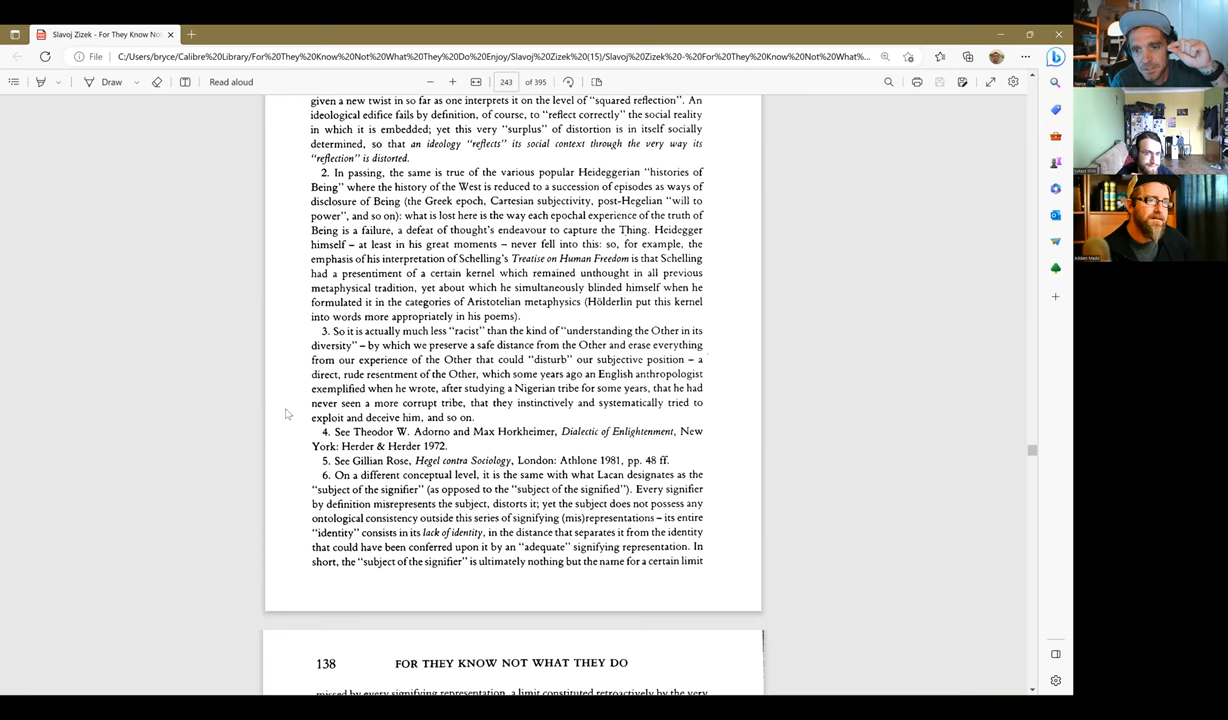 Slavoj Zizek - For They Know Not
File
C:/Users/bryce/Calibre%20Library/For%20They%20Know%20Not%20What%20They%20Do%20Enjoy/Slavoj%20Zizek%20(15)/Slavoj%20Zizek%20-%20For%20They%20Know%20Not%20What%...
Draw
Read aloud
243 of 395
given a new twist in so far as one interprets it on the level of “squared reflection”. An
ideological edifice fails by definition, of course, to “reflect correctly” the social reality
in which it is embedded; yet this very “surplus” of distortion is in itself socially
determined, so that an ideology “reflects” its social context through the very way its
“reflection” is distorted.
2. In passing, the same is true of the various popular Heideggerian “histories of
Being” where the history of the West is reduced to a succession of episodes as ways of
disclosure of Being (the Greek epoch, Cartesian subjectivity, post-Hegelian “will to
power”, and so on): what is lost here is the way each epochal experience of the truth of
Being is a failure, a defeat of thought’s endeavour to capture the Thing. Heidegger
himself – at least in his great moments – never fell into this: so, for example, the
emphasis of his interpretation of Schelling’s Treatise on Human Freedom is that Schelling
had a presentiment of a certain kernel which remained unthought in all previous
metaphysical tradition, yet about which he simultaneously blinded himself when he
formulated it in the categories of Aristotelian metaphysics (Hölderlin put this kernel
into words more appropriately in his poems).
3. So it is actually much less “racist” than the kind of “understanding the Other in its
diversity” – by which we preserve a safe distance from the Other and erase everything
from our experience of the Other that could “disturb” our subjective position – a
direct, rude resentment of the Other, which some years ago an English anthropologist
exemplified when he wrote, after studying a Nigerian tribe for some years, that he had
never seen a more corrupt tribe, that they instinctively and systematically tried to
exploit and deceive him, and so on.
4. See Theodor W. Adorno and Max Horkheimer, Dialectic of Enlightenment, New
York: Herder & Herder 1972.
5. See Gillian Rose, Hegel contra Sociology, London: Athlone 1981, pp. 48 ff.
6. On a different conceptual level, it is the same with what Lacan designates as the
“subject of the signifier” (as opposed to the “subject of the signified”). Every signifier
by definition misrepresents the subject, distorts it; yet the subject does not possess any
ontological consistency outside this series of signifying (mis)representations – its entire
“identity” consists in its lack of identity, in the distance that separates it from the identity
that could have been conferred upon it by an “adequate” signifying representation. In
short, the “subject of the signifier” is ultimately nothing but the name for a certain limit
138 FOR THEY KNOW NOT WHAT THEY DO
missed by every signifying representation, a limit constituted retroactively by the very